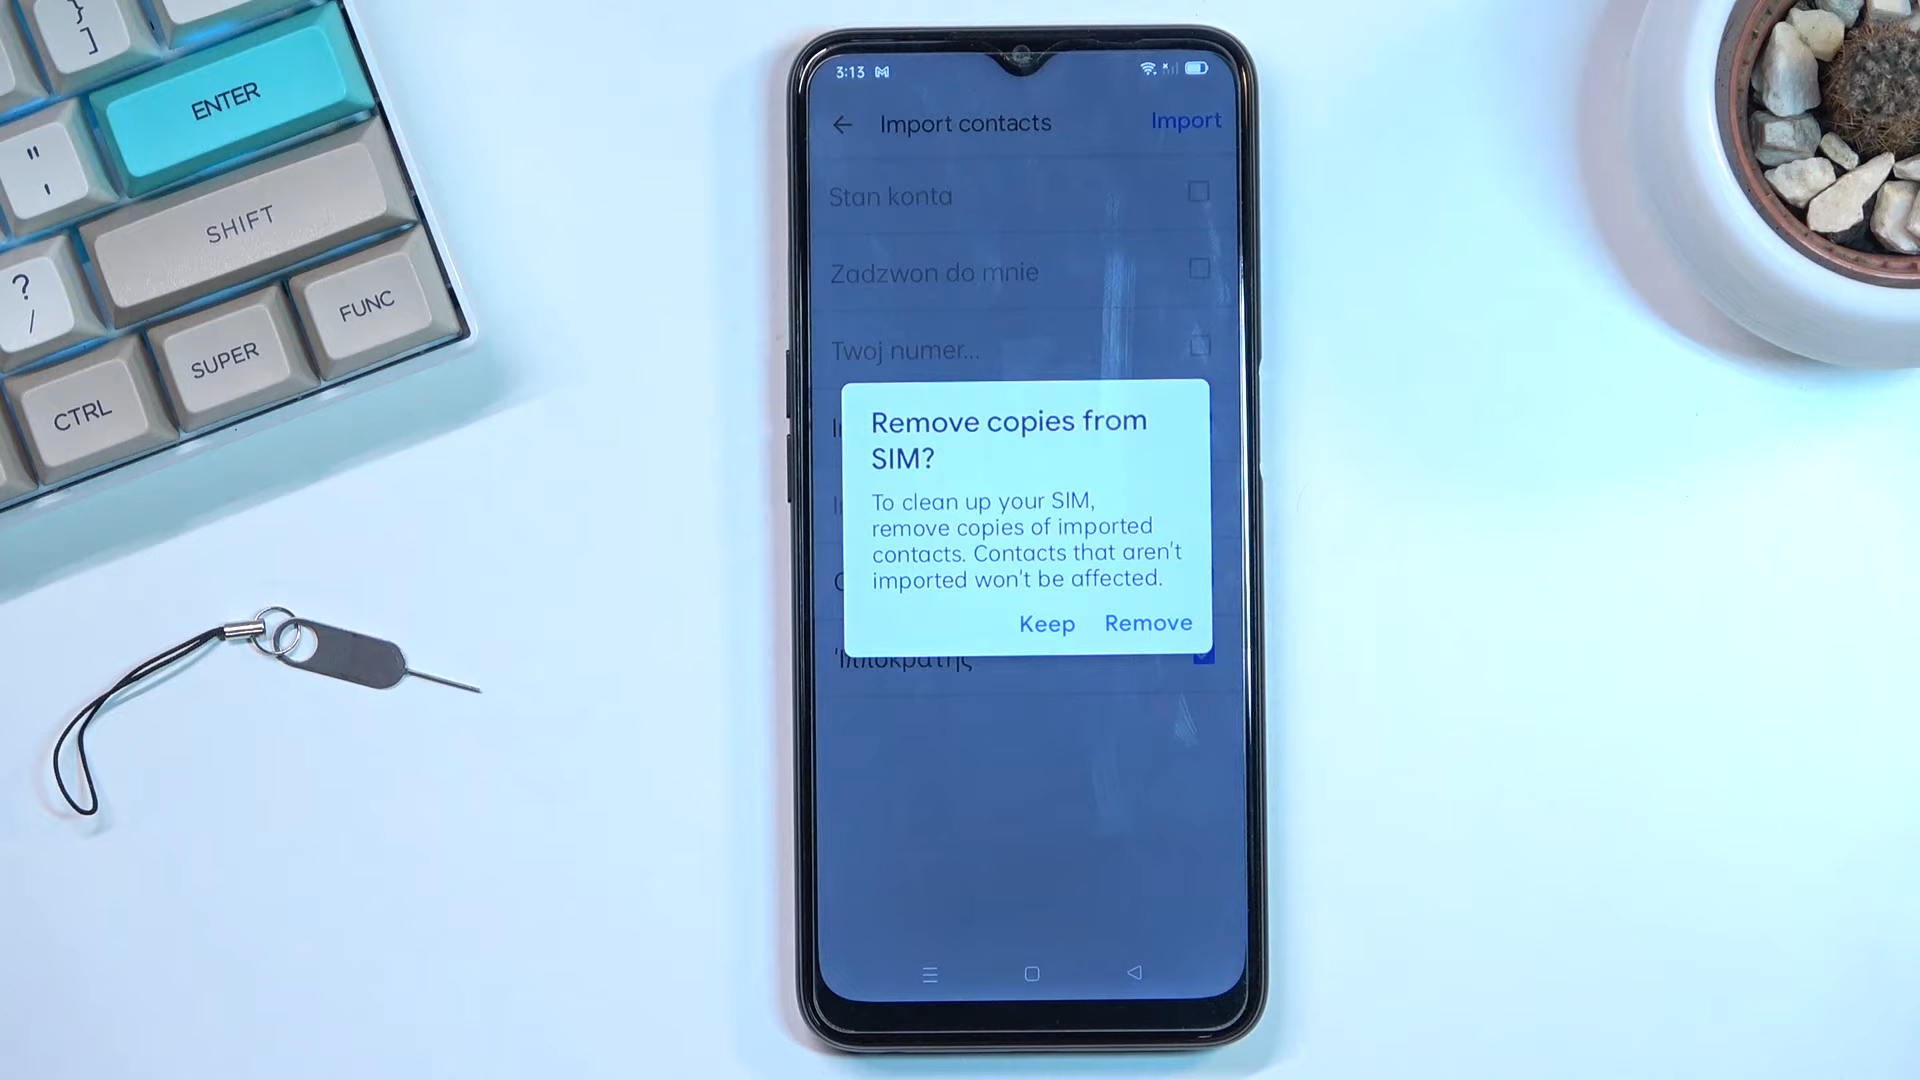 }
]
ENTER
"
'
SHIFT
?
/
FUNC
SUPER
CTRL
3:13
Import contacts
Import
Stan konta
Zadzwon do mnie
Twoj numer...
Remove copies from
SIM?
To clean up your SIM,
remove copies of imported
contacts. Contacts that aren't
imported won't be affected.
Keep
Remove
Ἱπποκράτης